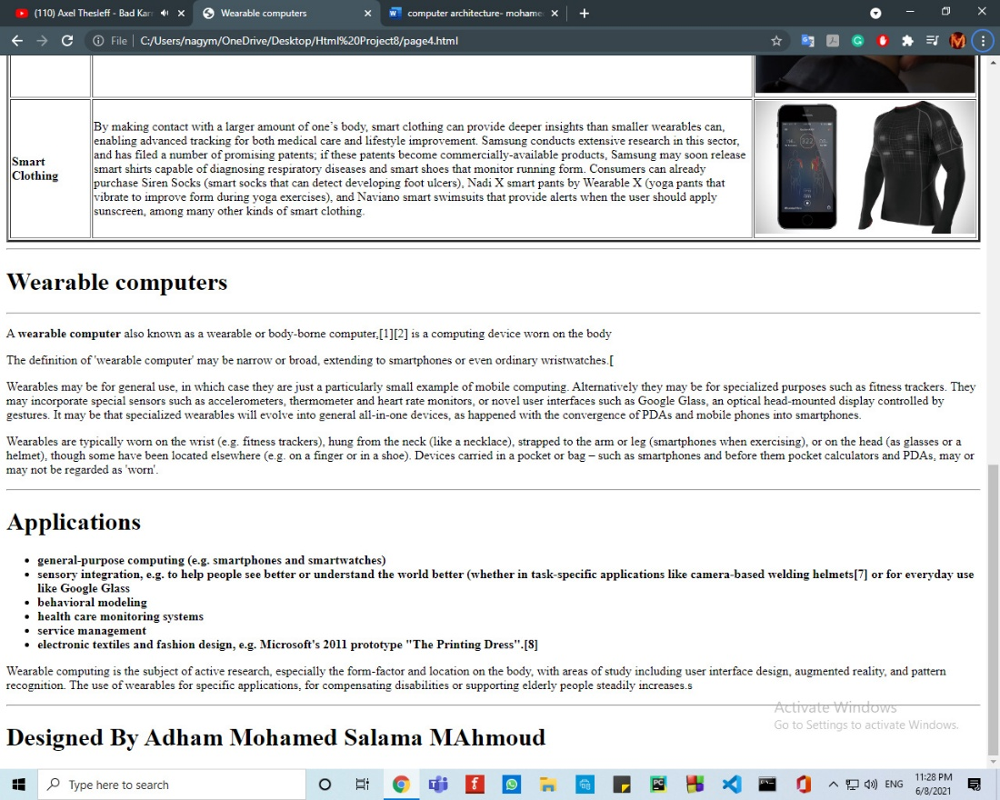 (110) Axel Thesleff - Bad Karm
Wearable computers
computer architecture- mohame
File
C:/Users/nagym/OneDrive/Desktop/Html%20Project8/page4.html
Smart
Clothing
By making contact with a larger amount of one's body, smart clothing can provide deeper insights than smaller wearables can,
enabling advanced tracking for both medical care and lifestyle improvement. Samsung conducts extensive research in this sector,
and has filed a number of promising patents; if these patents become commercially-available products, Samsung may soon release
smart shirts capable of diagnosing respiratory diseases and smart shoes that monitor running form. Consumers can already
purchase Siren Socks (smart socks that can detect developing foot ulcers), Nadi X smart pants by Wearable X (yoga pants that
vibrate to improve form during yoga exercises), and Naviano smart swimsuits that provide alerts when the user should apply
sunscreen, among many other kinds of smart clothing.
Wearable computers
A wearable computer also known as a wearable or body-borne computer,[1][2] is a computing device worn on the body
The definition of 'wearable computer' may be narrow or broad, extending to smartphones or even ordinary wristwatches.[
Wearables may be for general use, in which case they are just a particularly small example of mobile computing. Alternatively they may be for specialized purposes such as fitness trackers. They
may incorporate special sensors such as accelerometers, thermometer and heart rate monitors, or novel user interfaces such as Google Glass, an optical head-mounted display controlled by
gestures. It may be that specialized wearables will evolve into general all-in-one devices, as happened with the convergence of PDAs and mobile phones into smartphones.
Wearables are typically worn on the wrist (e.g. fitness trackers), hung from the neck (like a necklace), strapped to the arm or leg (smartphones when exercising), or on the head (as glasses or a
helmet), though some have been located elsewhere (e.g. on a finger or in a shoe). Devices carried in a pocket or bag – such as smartphones and before them pocket calculators and PDAs, may or
may not be regarded as 'worn'.
Applications
• general-purpose computing (e.g. smartphones and smartwatches)
• sensory integration, e.g. to help people see better or understand the world better (whether in task-specific applications like camera-based welding helmets[7] or for everyday use
like Google Glass
• behavioral modeling
• health care monitoring systems
• service management
• electronic textiles and fashion design, e.g. Microsoft's 2011 prototype "The Printing Dress".[8]
Wearable computing is the subject of active research, especially the form-factor and location on the body, with areas of study including user interface design, augmented reality, and pattern
recognition. The use of wearables for specific applications, for compensating disabilities or supporting elderly people steadily increases.s
Activate Windows
Go to Settings to activate Windows.
Designed By Adham Mohamed Salama MAhmoud
Type here to search
ENG
11:28 PM
6/8/2021